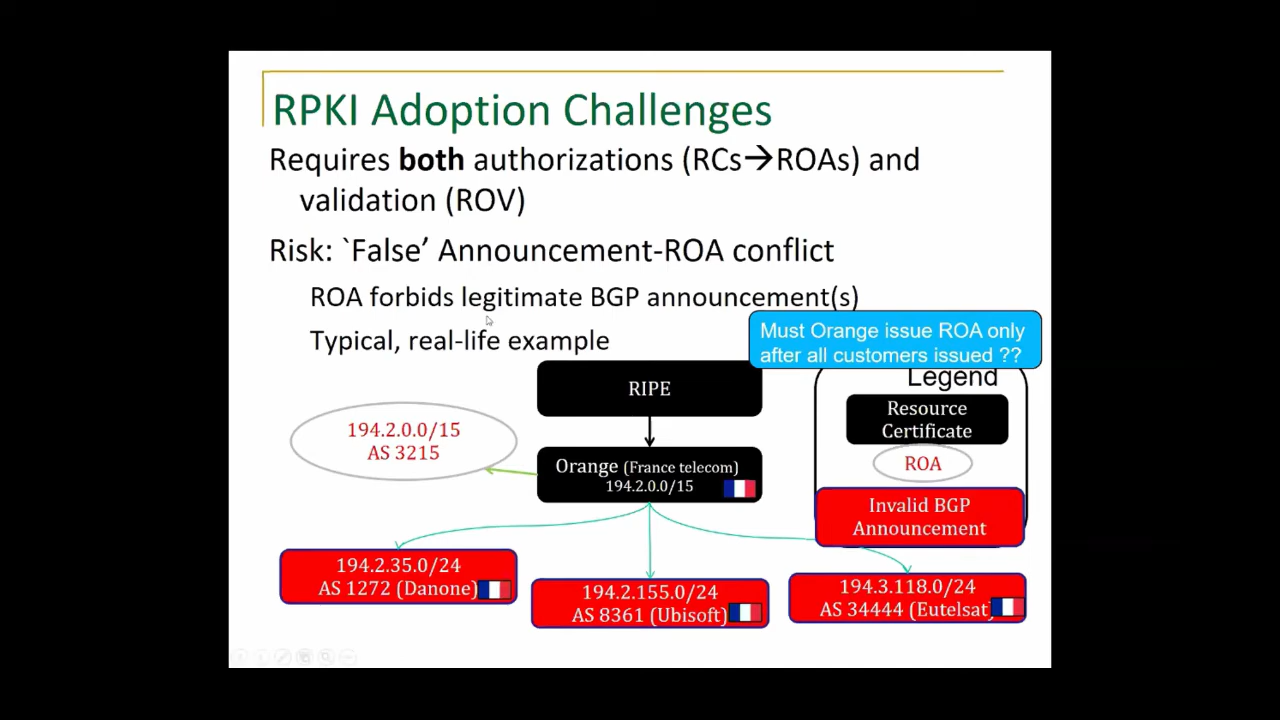 RPKI Adoption Challenges
Requires both authorizations (RCs→ROAs) and
validation (ROV)
Risk: `False’ Announcement-ROA conflict
ROA forbids legitimate BGP announcement(s)
Typical, real-life example
Must Orange issue ROA only
after all customers issued ??
Legend
Resource
Certificate
ROA
Invalid BGP
Announcement
RIPE
194.2.0.0/15
AS 3215
Orange (France telecom)
194.2.0.0/15
194.2.35.0/24
AS 1272 (Danone)
194.2.155.0/24
AS 8361 (Ubisoft)
194.3.118.0/24
AS 34444 (Eutelsat)